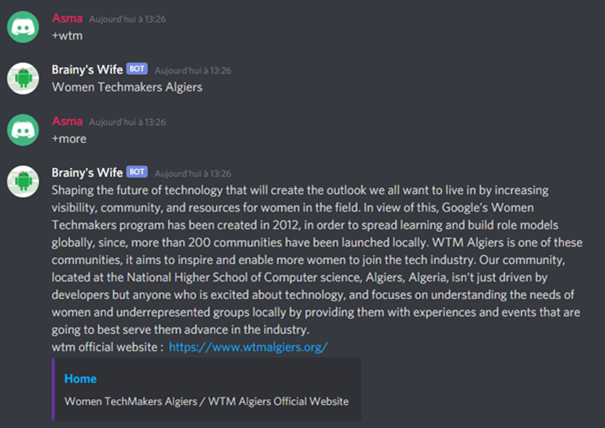 Asma Aujourd'hui à 13:26
+wtm
Brainy's Wife BOT Aujourd'hui à 13:26
Women Techmakers Algiers
Asma Aujourd'hui à 13:26
+more
Brainy's Wife BOT Aujourd'hui à 13:26
Shaping the future of technology that will create the outlook we all want to live in by increasing
visibility, community, and resources for women in the field. In view of this, Google's Women
Techmakers program has been created in 2012, in order to spread learning and build role models
globally, since, more than 200 communities have been launched locally. WTM Algiers is one of these
communities, it aims to inspire and enable more women to join the tech industry. Our community,
located at the National Higher School of Computer science, Algiers, Algeria, isn't just driven by
developers but anyone who is excited about technology, and focuses on understanding the needs of
women and underrepresented groups locally by providing them with experiences and events that are
going to best serve them advance in the industry.
wtm official website : https://www.wtmalgiers.org/
Home
Women TechMakers Algiers / WTM Algiers Official Website